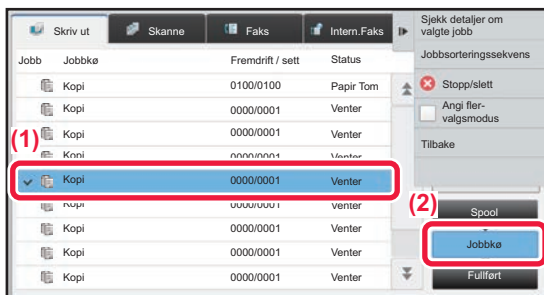 Skriv ut
Skanne
Faks
Intern.Faks
Jobb Jobbkø Fremdrift / sett Status
Kopi 0100/0100 Papir Tom
Kopi 0000/0001 Venter
Kopi 0000/0001 Venter
(1)
Kopi 0000/0001 Venter
Kopi 0000/0001 Venter
Kopi 0000/0001 Venter
Kopi 0000/0001 Venter
Kopi 0000/0001 Venter
Kopi 0000/0001 Venter
Sjekk detaljer om
valgte jobb
Jobbsorteringssekvens
Stopp/slett
Angi fler-
valgsmodus
Tilbake
(2)
Spool
Jobbkø
Fullført